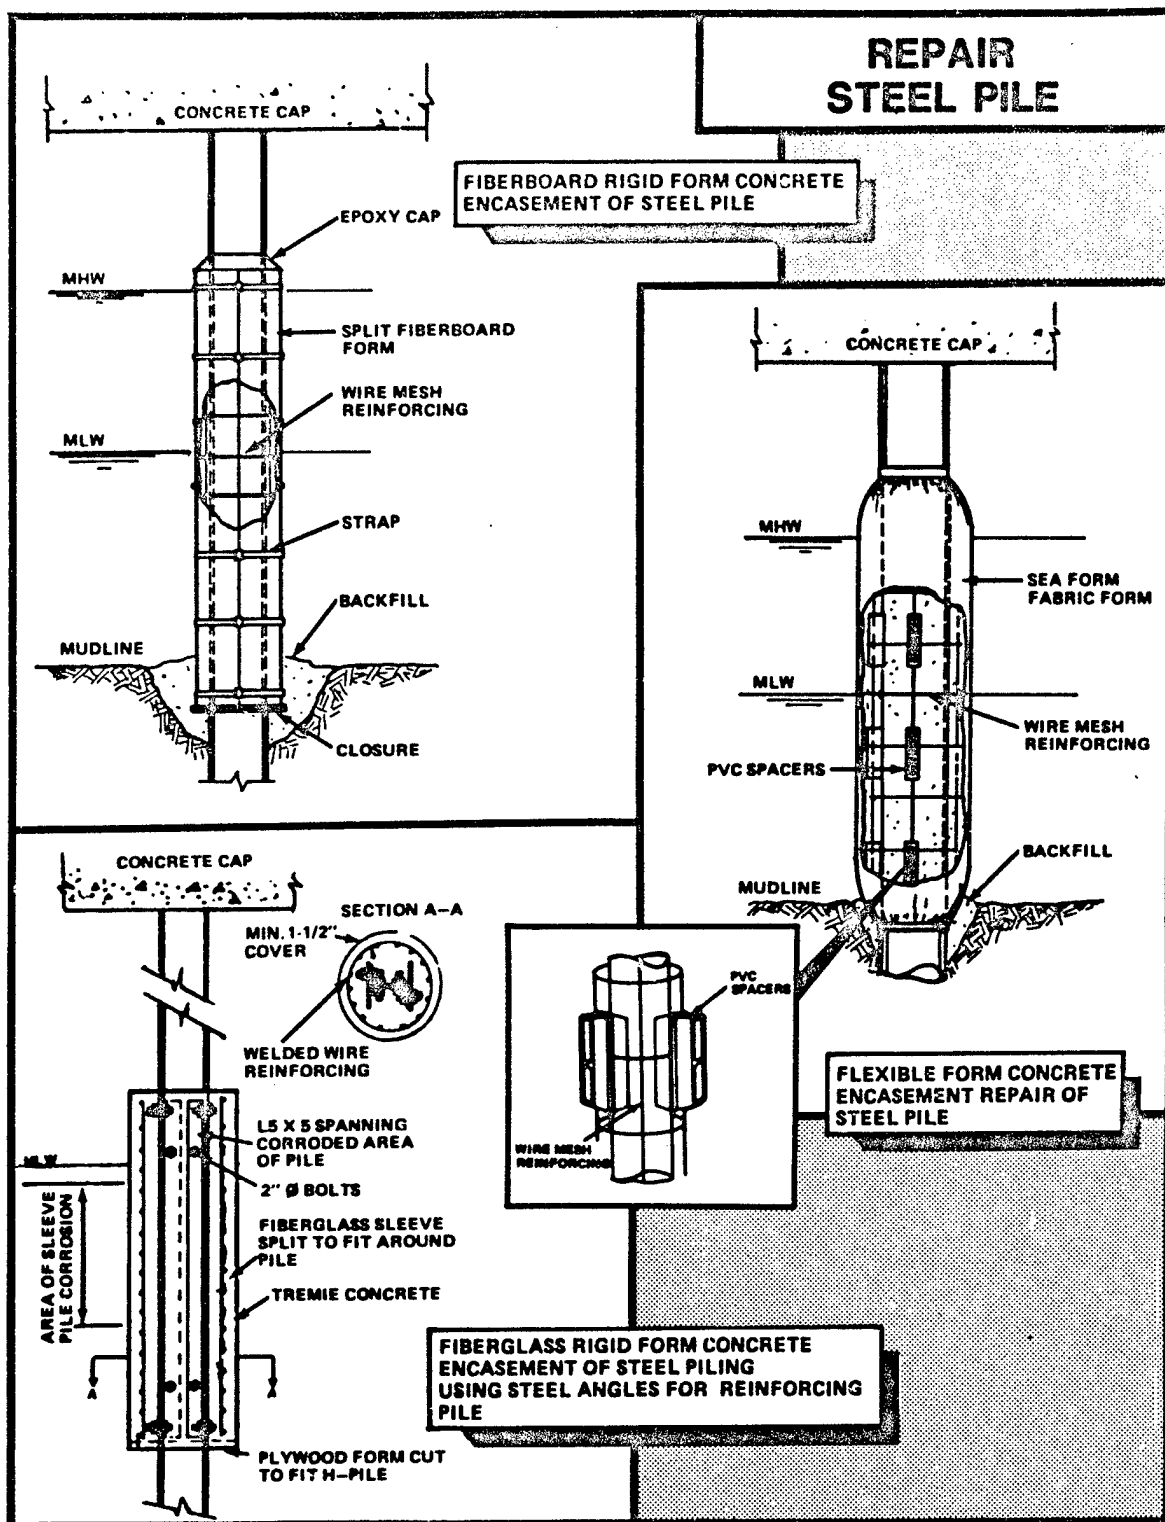 REPAIR
STEEL PILE
CONCRETE CAP
FIBERBOARD RIGID FORM CONCRETE
ENCASEMENT OF STEEL PILE
EPOXY CAP
MHW
SPLIT FIBERBOARD
FORM
WIRE MESH
REINFORCING
MLW
STRAP
BACKFILL
MUDLINE
CLOSURE
CONCRETE CAP
MHW
SEA FORM
FABRIC FORM
MLW
WIRE MESH
REINFORCING
PVC SPACERS
BACKFILL
MUDLINE
PVC
SPACERS
WIRE MESH
REINFORCING
FLEXIBLE FORM CONCRETE
ENCASEMENT REPAIR OF
STEEL PILE
CONCRETE CAP
SECTION A-A
MIN. 1-1/2"
COVER
WELDED WIRE
REINFORCING
L5 X 5 SPANNING
CORRODED AREA
OF PILE
MLW
2" Ø BOLTS
FIBERGLASS SLEEVE
SPLIT TO FIT AROUND
PILE
TREMIE CONCRETE
AREA OF SLEEVE
PILE CORROSION
A
A
FIBERGLASS RIGID FORM CONCRETE
ENCASEMENT OF STEEL PILING
USING STEEL ANGLES FOR REINFORCING
PILE
PLYWOOD FORM CUT
TO FIT H-PILE